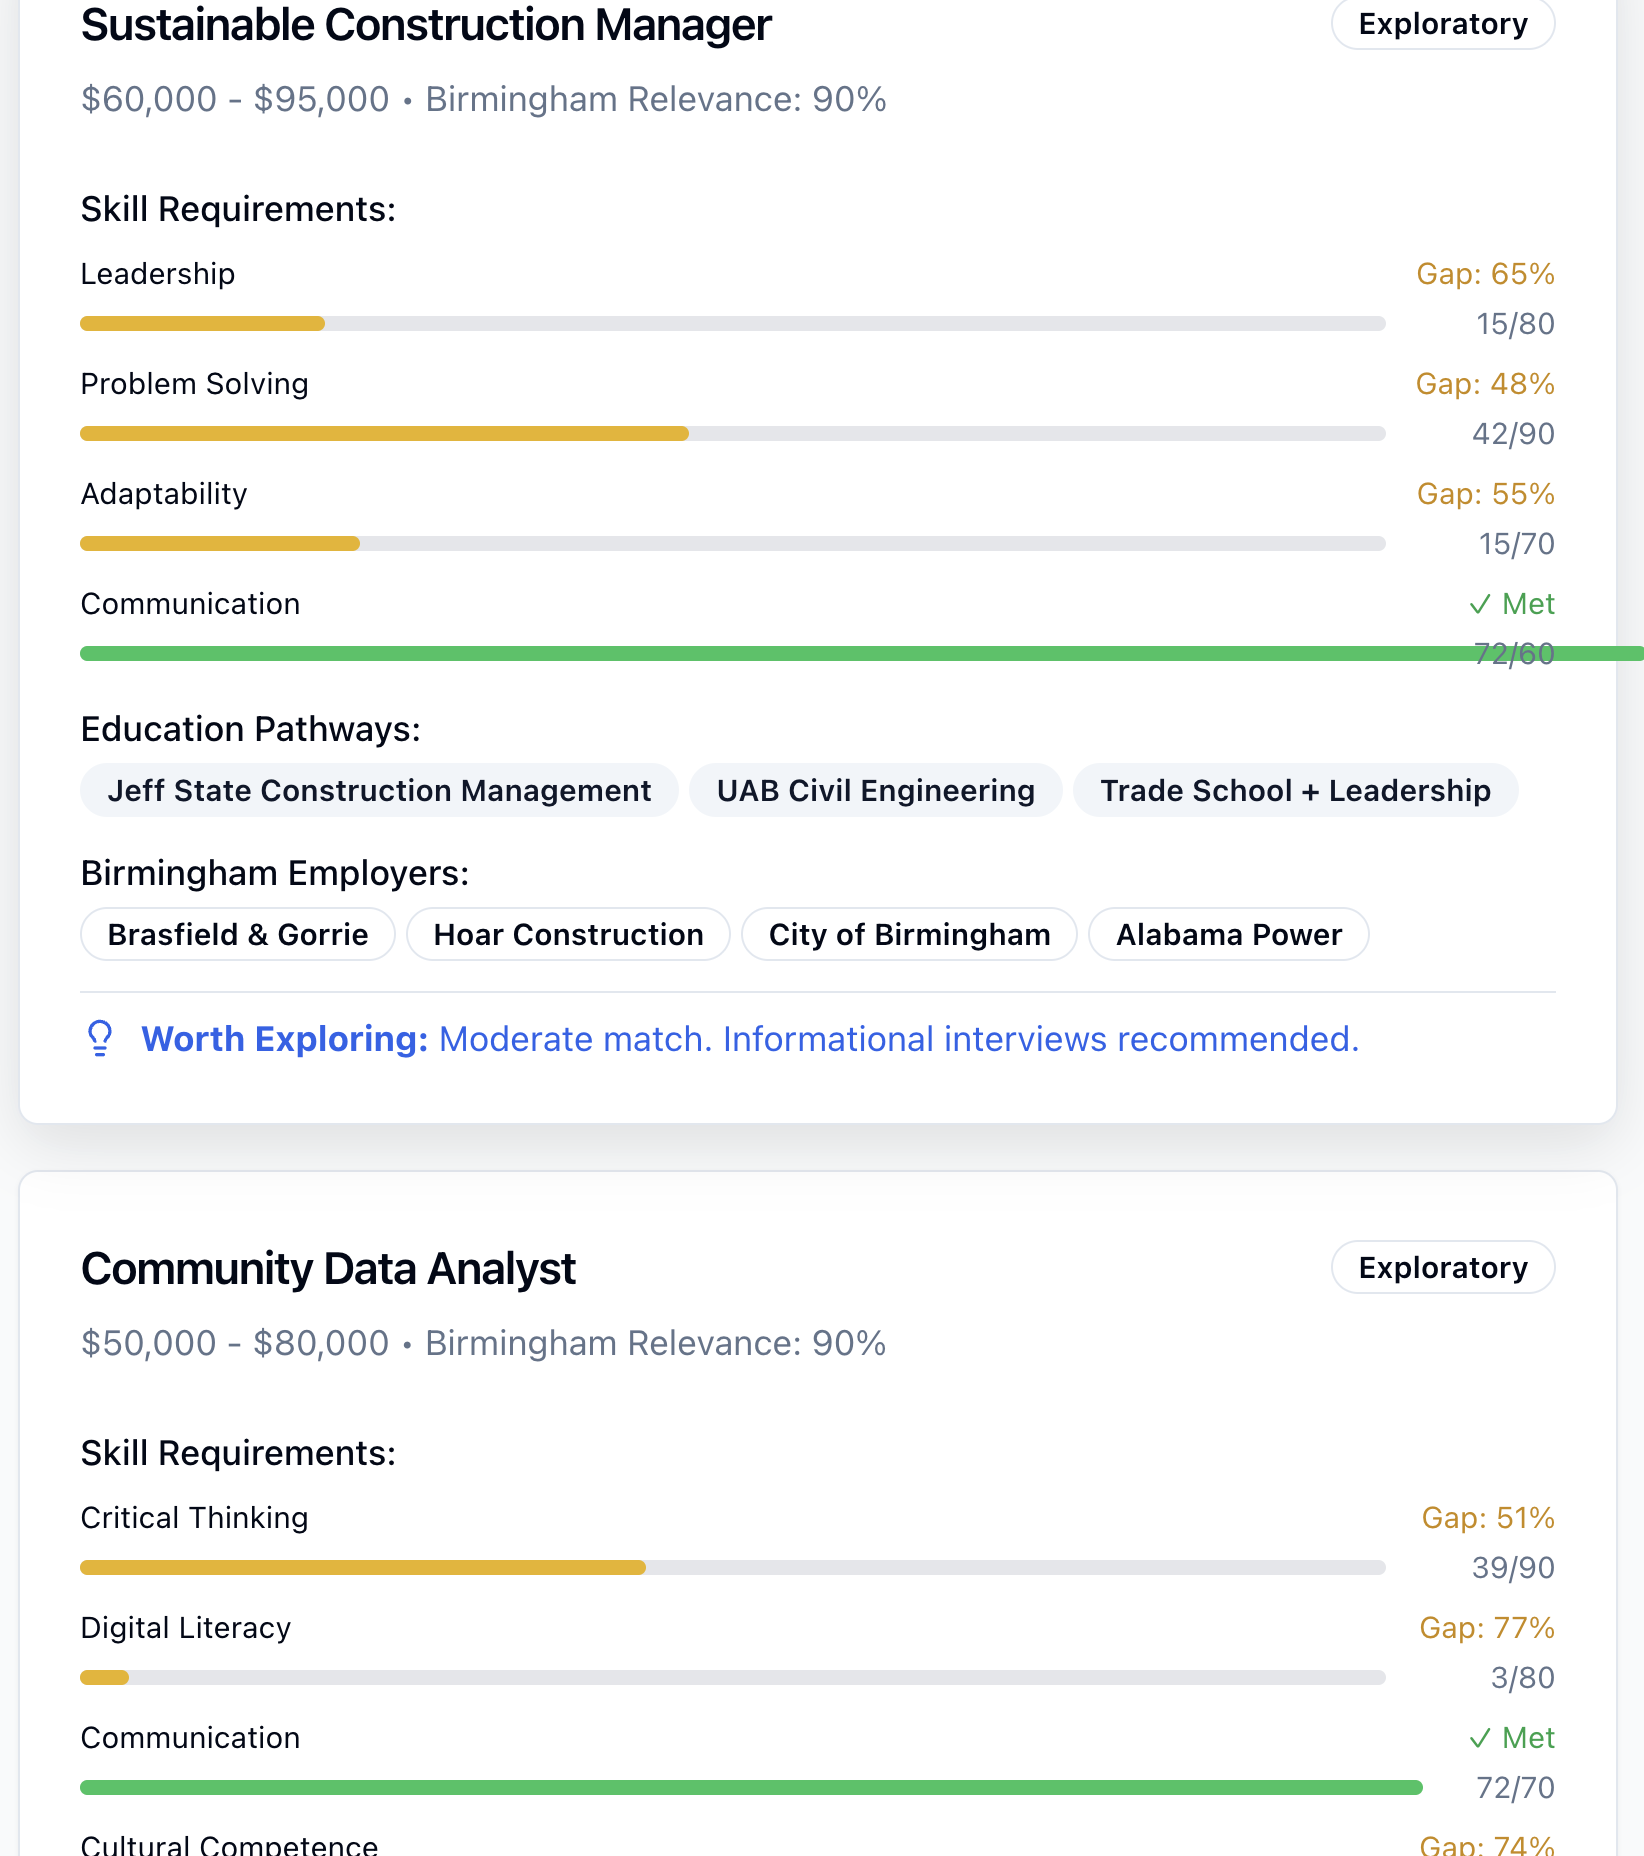 Sustainable Construction Manager
Exploratory
$60,000 - $95,000 • Birmingham Relevance: 90%
Skill Requirements:
Leadership
Gap: 65%
15/80
Problem Solving
Gap: 48%
42/90
Adaptability
Gap: 55%
15/70
Communication
✓ Met
72/60
Education Pathways:
Jeff State Construction Management
UAB Civil Engineering
Trade School + Leadership
Birmingham Employers:
Brasfield & Gorrie
Hoar Construction
City of Birmingham
Alabama Power
Worth Exploring: Moderate match. Informational interviews recommended.
Community Data Analyst
Exploratory
$50,000 - $80,000 • Birmingham Relevance: 90%
Skill Requirements:
Critical Thinking
Gap: 51%
39/90
Digital Literacy
Gap: 77%
3/80
Communication
✓ Met
72/70
Cultural Competence
Gap: 74%